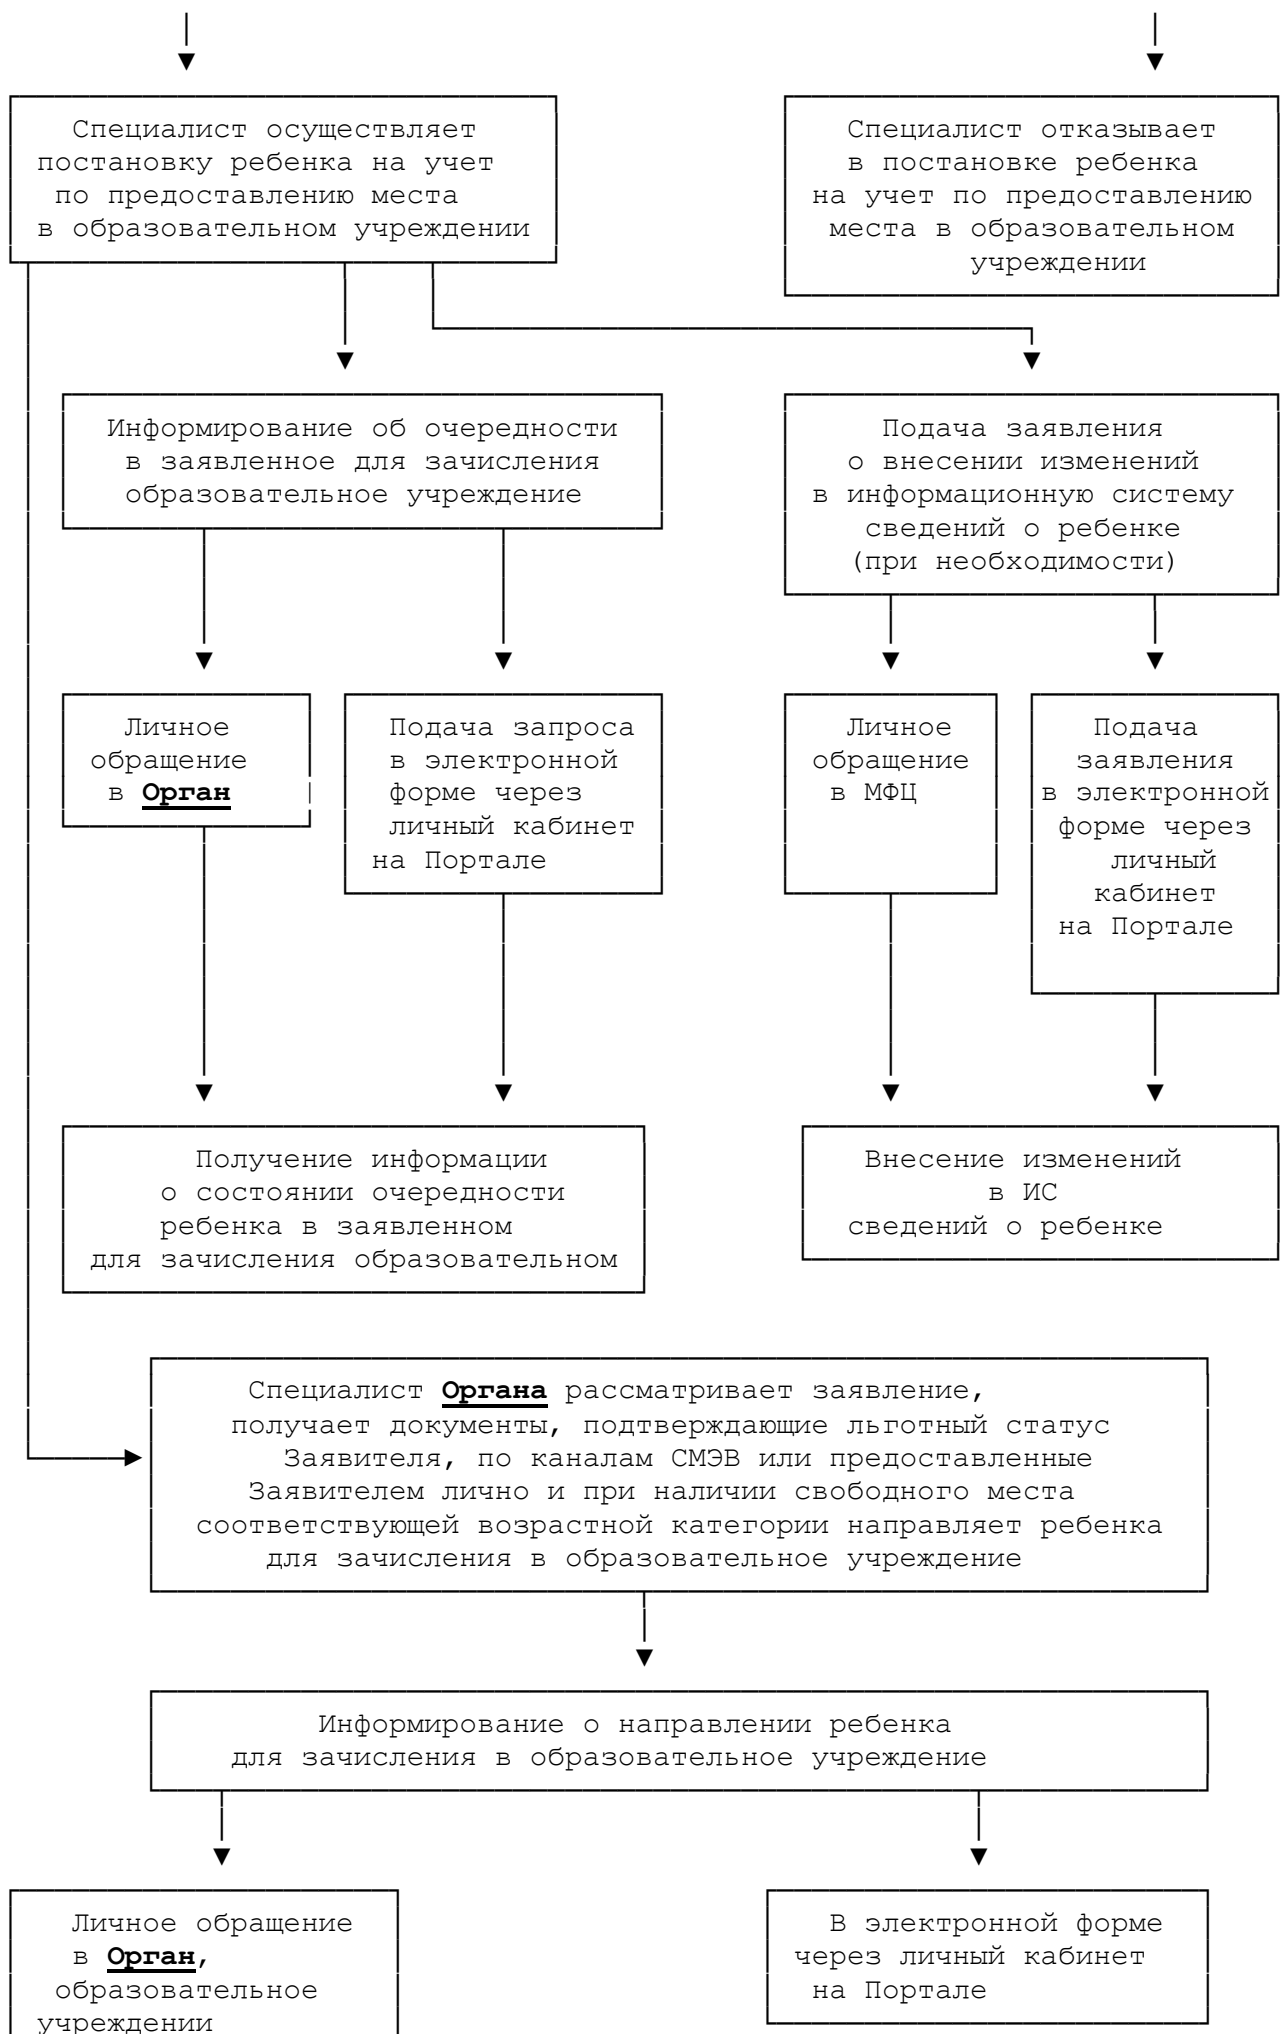 Специалист осуществляет
постановку ребенка на учет
по предоставлению места
в образовательном учреждении
Специалист отказывает
в постановке ребенка
на учет по предоставлению
места в образовательном
учреждении
Информирование об очередности
в заявленное для зачисления
образовательное учреждение
Подача заявления
о внесении изменений
в информационную систему
сведений о ребенке
(при необходимости)
Личное
обращение
в Орган
Подача запроса
в электронной
форме через
личный кабинет
на Портале
Личное
обращение
в МФЦ
Подача
заявления
в электронной
форме через
личный
кабинет
на Портале
Получение информации
о состоянии очередности
ребенка в заявленном
для зачисления образовательном
Внесение изменений
в ИС
сведений о ребенке
Специалист Органа рассматривает заявление,
получает документы, подтверждающие льготный статус
Заявителя, по каналам СМЭВ или предоставленные
Заявителем лично и при наличии свободного места
соответствующей возрастной категории направляет ребенка
для зачисления в образовательное учреждение
Информирование о направлении ребенка
для зачисления в образовательное учреждение
Личное обращение
в Орган,
образовательное
учреждении
В электронной форме
через личный кабинет
на Портале